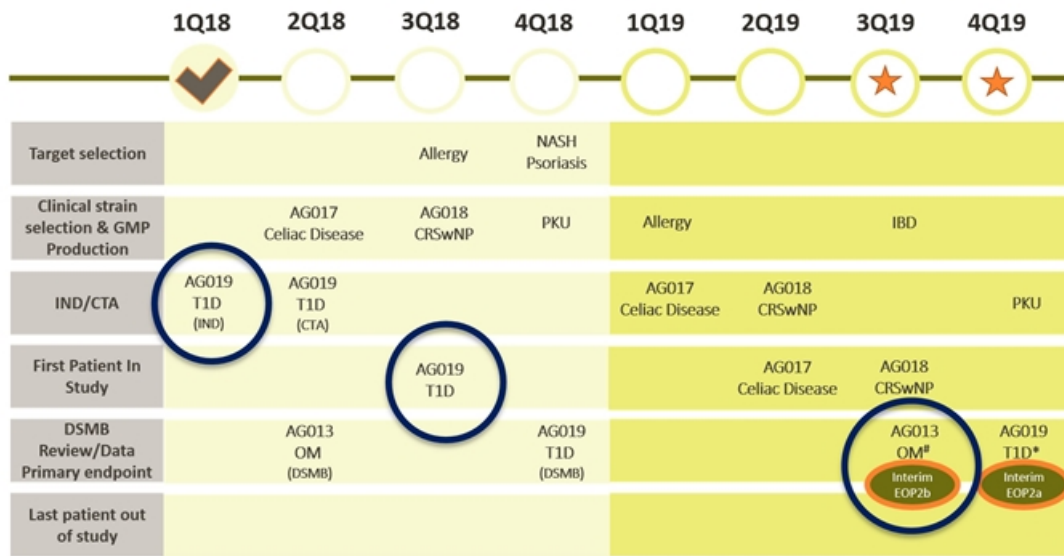 1Q18 2Q18 3Q18 4Q18 1Q19 2Q19 3Q19 4Q19
Target selection
Allergy
NASH
Psoriasis
Clinical strain
selection & GMP
Production
AG017
Celiac Disease
AG018
CRSwNP
PKU
Allergy
IBD
IND/CTA
AG019
T1D
(IND)
AG019
T1D
(CTA)
AG017
Celiac Disease
AG018
CRSwNP
PKU
First Patient In
Study
AG019
T1D
AG017
Celiac Disease
AG018
CRSwNP
DSMB
Review/Data
Primary endpoint
AG013
OM
(DSMB)
AG019
T1D
(DSMB)
AG013
OM#
Interim
EOP2b
AG019
T1D*
Interim
EOP2a
Last patient out
of study